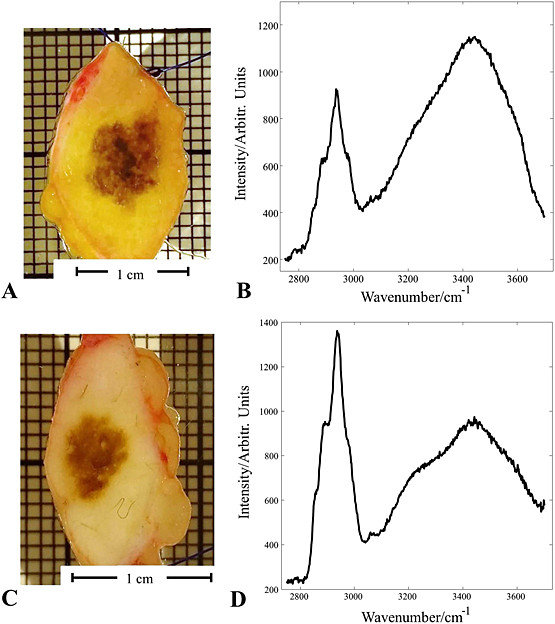 A
1 cm
B
Intensity/Arbitr. Units
1200
1000
800
600
400
200
2800 3000 3200 3400 3600
Wavenumber/cm-1
C
1 cm
D
Intensity/Arbitr. Units
1400
1200
1000
800
600
400
200
2800 3000 3200 3400 3600
Wavenumber/cm-1